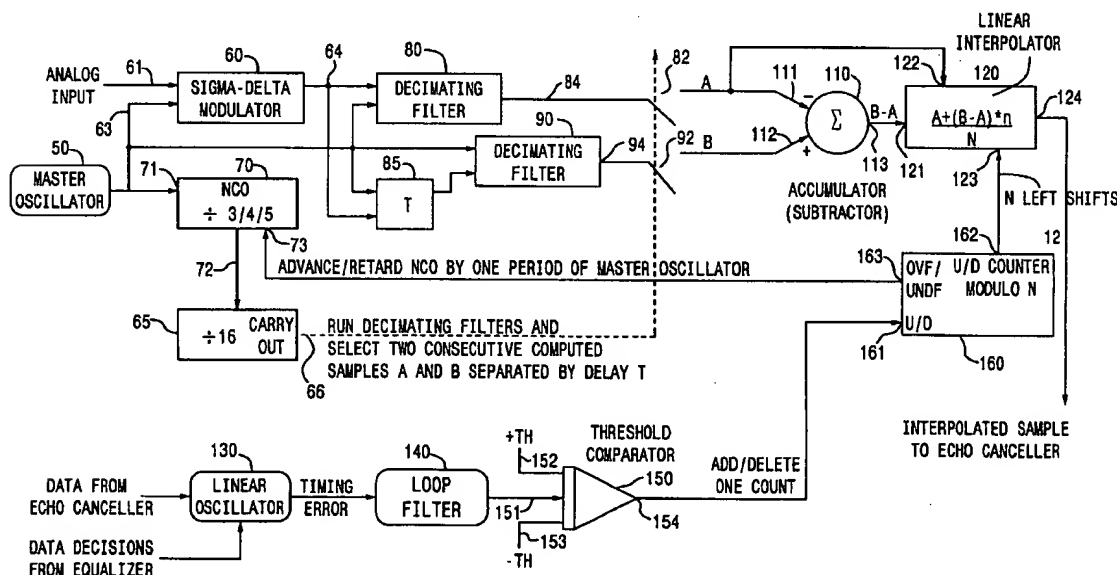 LINEAR
INTERPOLATOR
ANALOG
INPUT
61
60
SIGMA-DELTA
MODULATOR
64
80
DECIMATING
FILTER
84
82
A
111
−
110
Σ
122
120
A+(B-A)*n
N
124
63
50
MASTER
OSCILLATOR
71
70
NCO
÷ 3/4/5
73
85
T
90
DECIMATING
FILTER
94
92
B
112
+
B-A
113
121
123
ACCUMULATOR
(SUBTRACTOR)
N LEFT SHIFTS
12
72
ADVANCE/RETARD NCO BY ONE PERIOD OF MASTER OSCILLATOR
163
162
OVF/
UNDF
U/D COUNTER
MODULO N
U/D
161
160
65
÷16
CARRY
OUT
66
RUN DECIMATING FILTERS AND
SELECT TWO CONSECUTIVE COMPUTED
SAMPLES A AND B SEPARATED BY DELAY T
INTERPOLATED SAMPLE
TO ECHO CANCELLER
DATA FROM
ECHO CANCELLER
DATA DECISIONS
FROM EQUALIZER
130
LINEAR
OSCILLATOR
TIMING
ERROR
140
LOOP
FILTER
151
+TH
152
153
-TH
THRESHOLD
COMPARATOR
150
154
ADD/DELETE
ONE COUNT